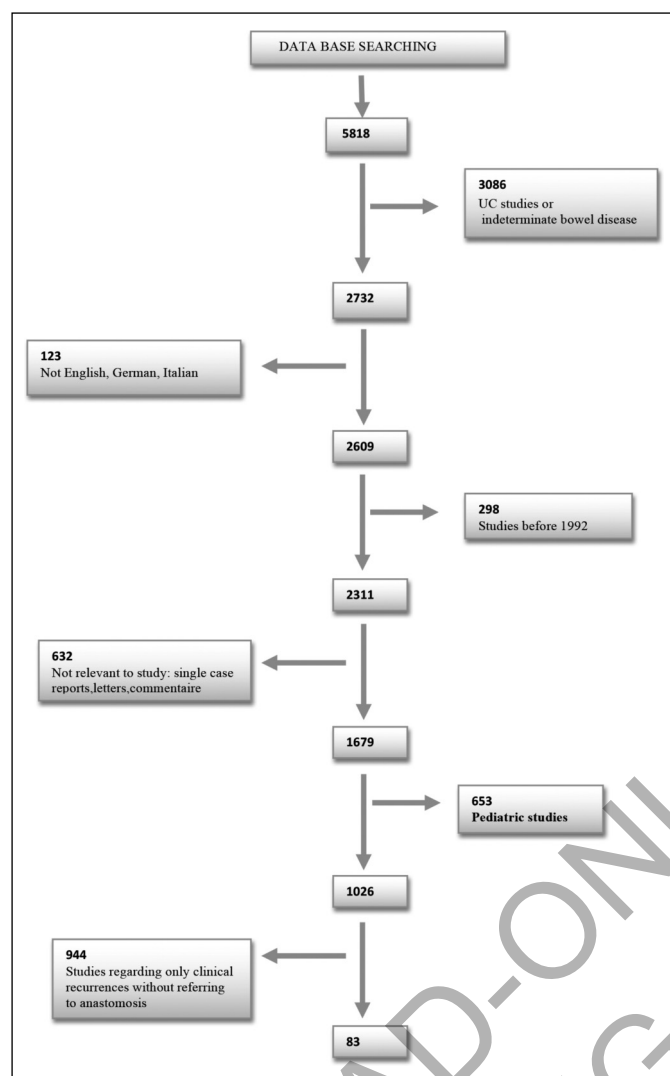 DATA BASE SEARCHING
5818
3086
UC studies or
indeterminate bowel disease
2732
123
Not English, German, Italian
2609
298
Studies before 1992
2311
632
Not relevant to study: single case
reports,letters,commentaire
1679
653
Pediatric studies
1026
944
Studies regarding only clinical
recurrences without referring
to anastomosis
83